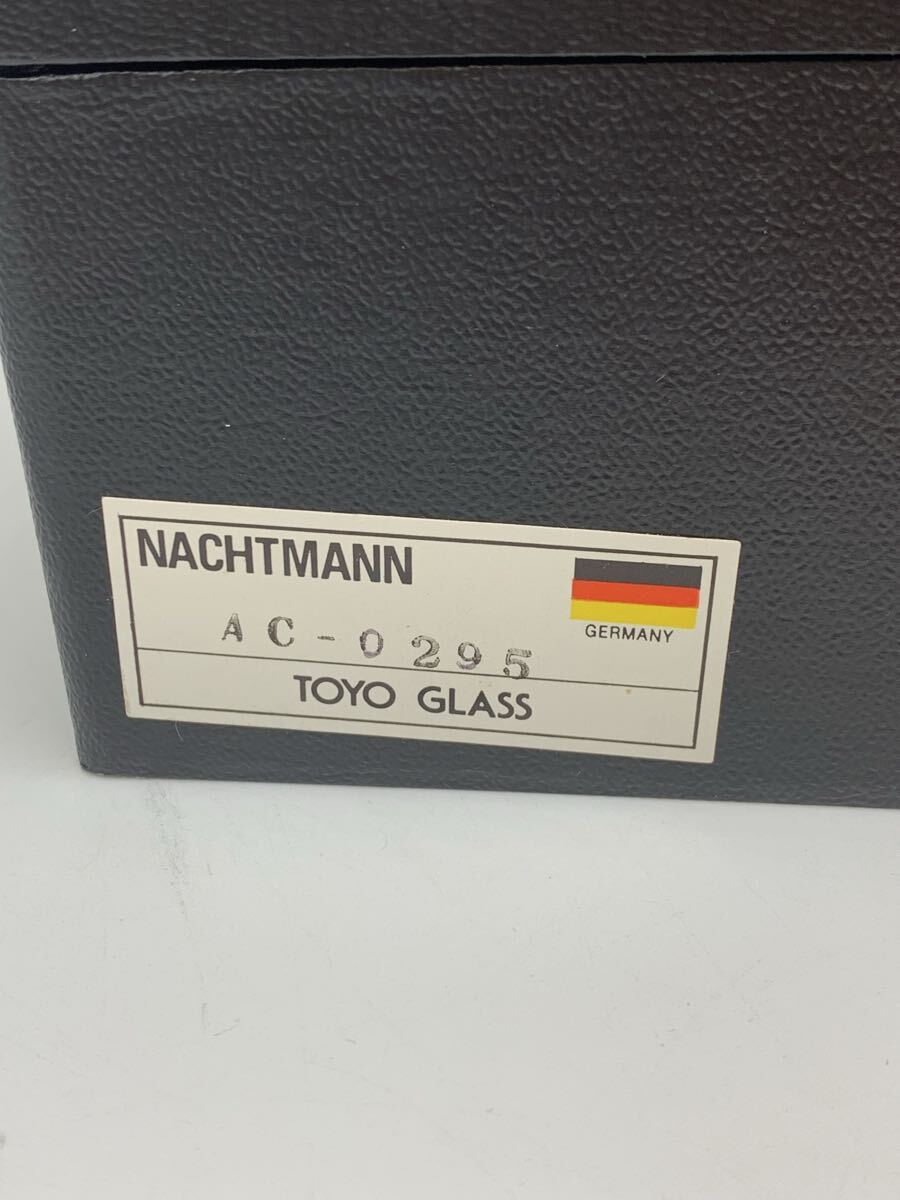 NACHTMANN
GERMANY
AC-0295
TOYO GLASS